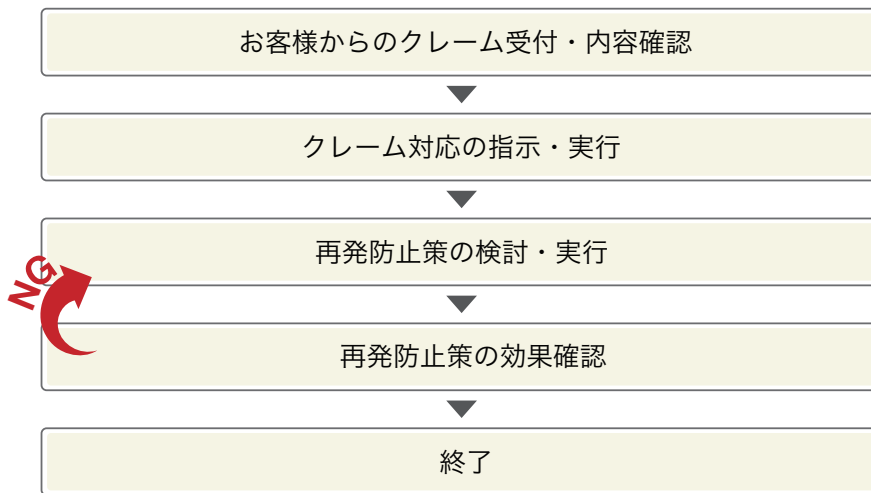 お客様からのクレーム受付・内容確認
クレーム対応の指示・実行
再発防止策の検討・実行
NG
再発防止策の効果確認
終了